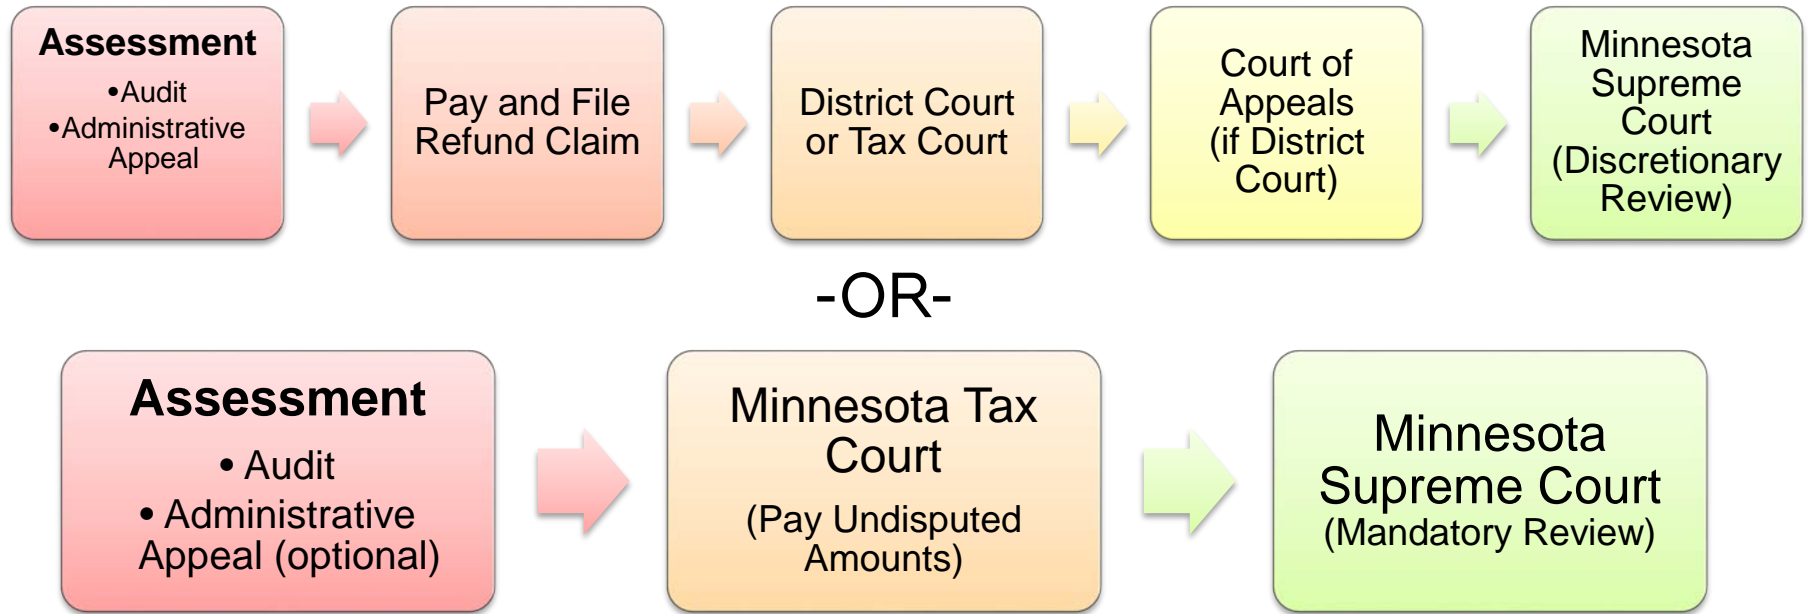 Assessment
•Audit
•Administrative
Appeal
Pay and File
Refund Claim
District Court
or Tax Court
Court of
Appeals
(if District
Court)
Minnesota
Supreme
Court
(Discretionary
Review)
-OR-
Assessment
• Audit
• Administrative
Appeal (optional)
Minnesota Tax
Court
(Pay Undisputed
Amounts)
Minnesota
Supreme Court
(Mandatory Review)